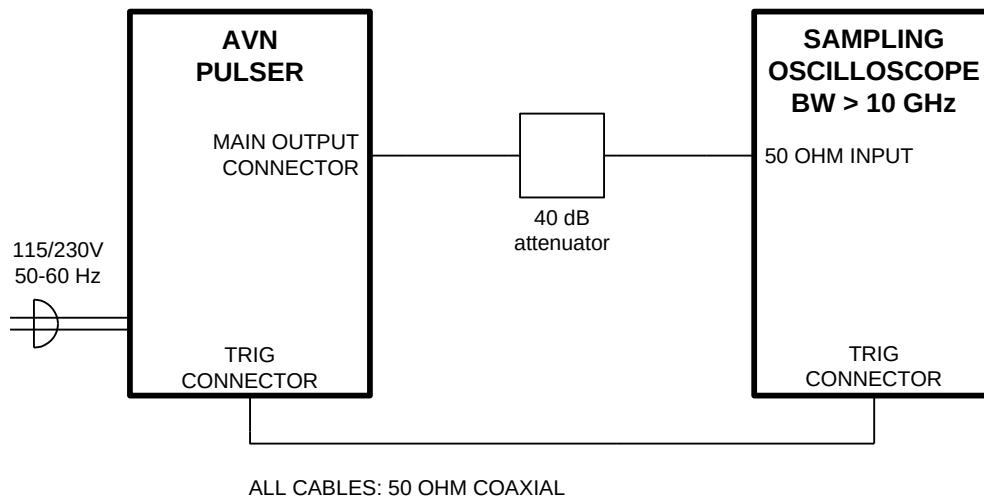 AVN
PULSER
MAIN OUTPUT
CONNECTOR
TRIG
CONNECTOR
115/230V
50-60 Hz
40 dB
attenuator
SAMPLING
OSCILLOSCOPE
BW > 10 GHz
50 OHM INPUT
TRIG
CONNECTOR
ALL CABLES: 50 OHM COAXIAL